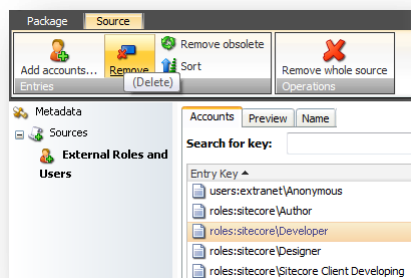 Package Source
Add accounts... Remove Remove obsolete
Sort
Remove whole source
(Delete)
Entries Operations
Metadata
Sources
External Roles and
Users
Accounts Preview Name
Search for key:
Entry Key
users:extranet\Anonymous
roles:sitecore\Author
roles:sitecore\Developer
roles:sitecore\Designer
roles:sitecore\Sitecore Client Developing